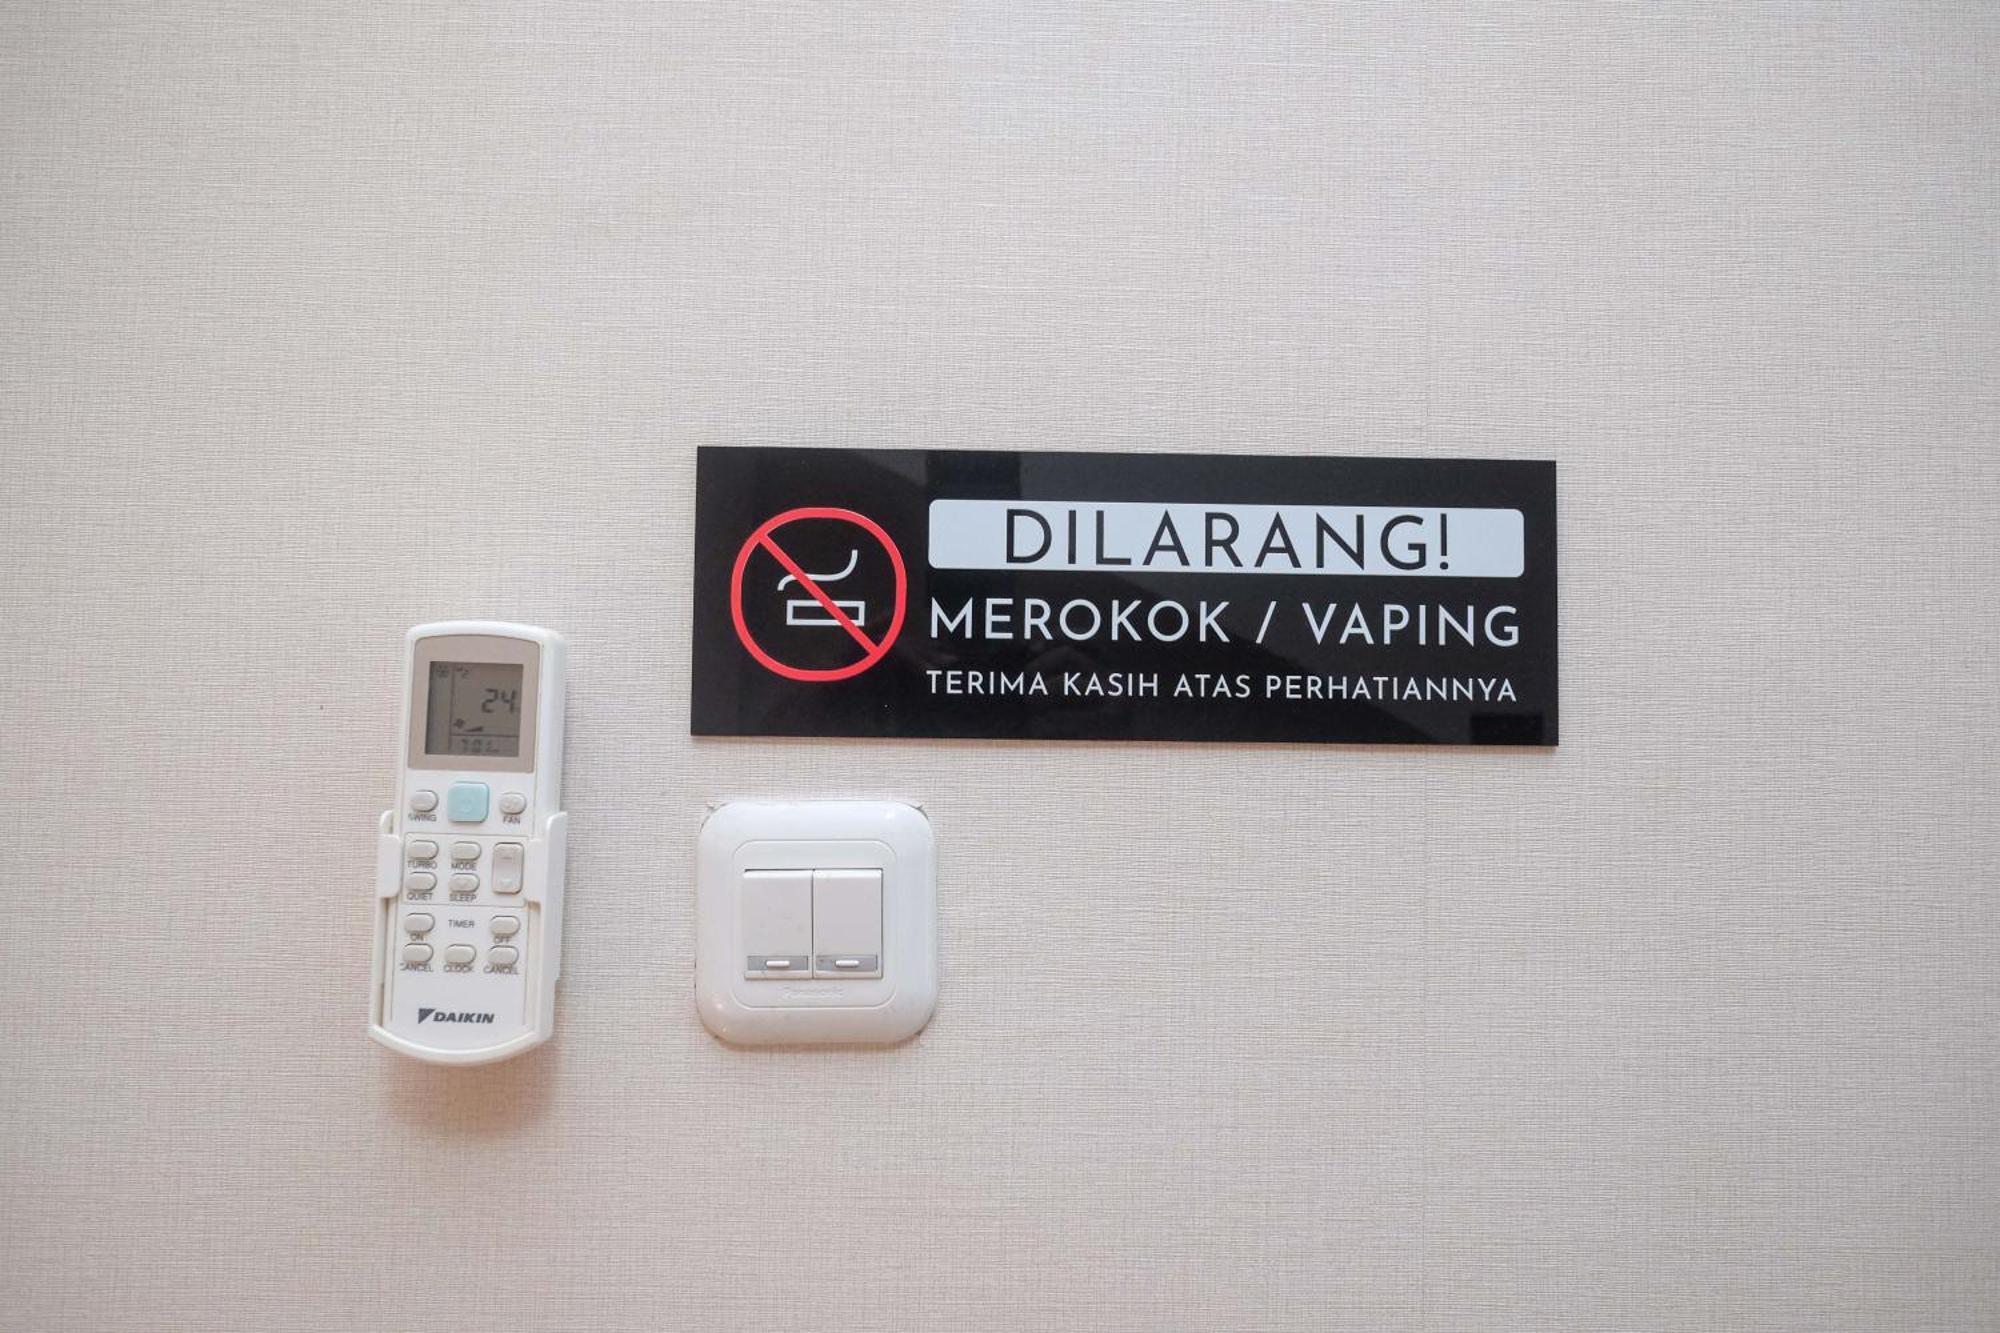 DILARANG!
MEROKOK / VAPING
TERIMA KASIH ATAS PERHATIANNYA
24
SWING
FAN
TURBO MODE
QUIET SLEEP
ON TIMER OFF
CANCEL CLOCK CANCEL
DAIKIN
Panasonic